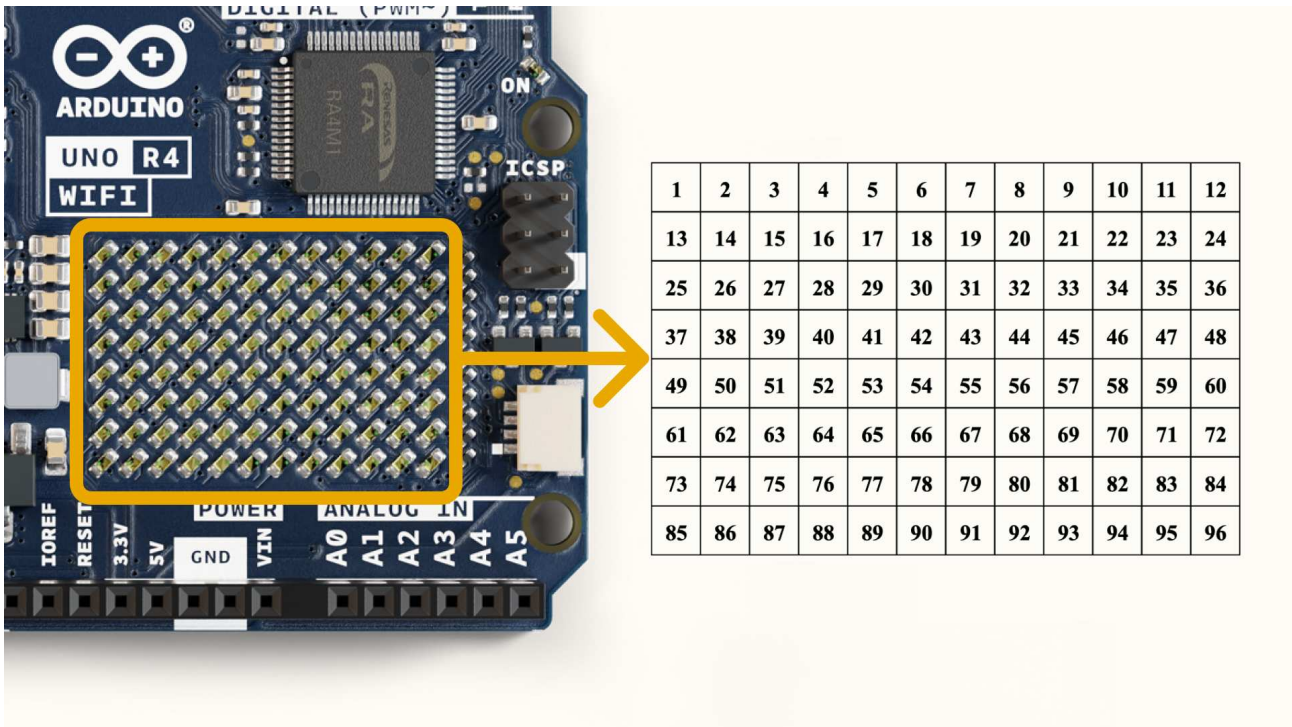 DIGITAL (PWM~)
®
ARDUINO
UNO R4
WIFI
RENESAS
RA
RA4M1
ON
ICSP
1 2 3 4 5 6 7 8 9 10 11 12
13 14 15 16 17 18 19 20 21 22 23 24
25 26 27 28 29 30 31 32 33 34 35 36
37 38 39 40 41 42 43 44 45 46 47 48
49 50 51 52 53 54 55 56 57 58 59 60
61 62 63 64 65 66 67 68 69 70 71 72
73 74 75 76 77 78 79 80 81 82 83 84
85 86 87 88 89 90 91 92 93 94 95 96
POWER
ANALOG IN
IOREF
RESET
3.3V
5V
GND
VIN
A0
A1
A2
A3
A4
A5